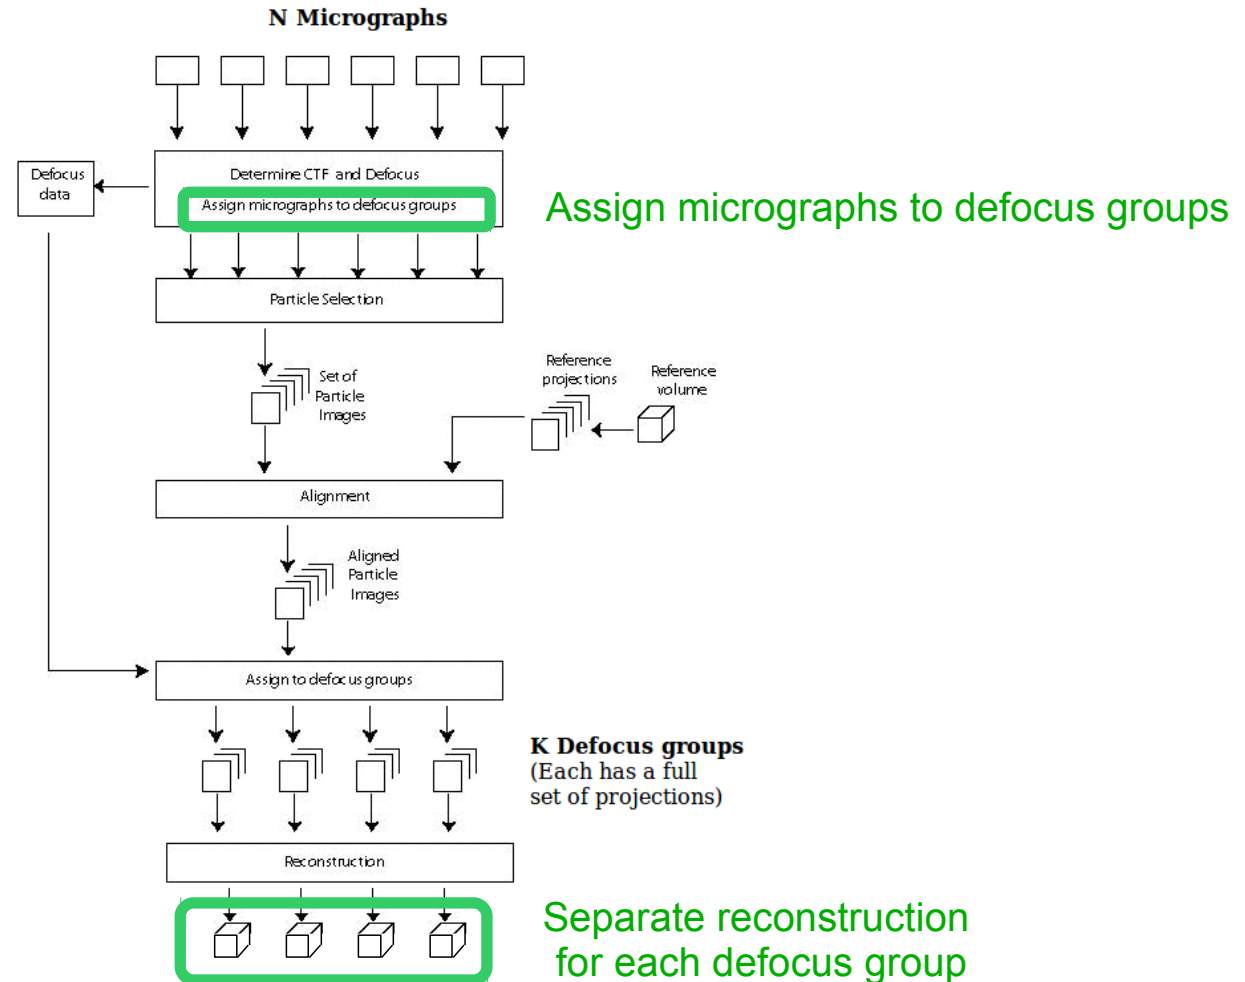 N Micrographs
Defocus
data
Determine CTF and Defocus
Assign micrographs to defocus groups
Assign micrographs to defocus groups
Particle Selection
Set of
Particle
Images
Reference
projections
Reference
volume
Alignment
Aligned
Particle
Images
Assign to defocus groups
K Defocus groups
(Each has a full
set of projections)
Reconstruction
Separate reconstruction
for each defocus group